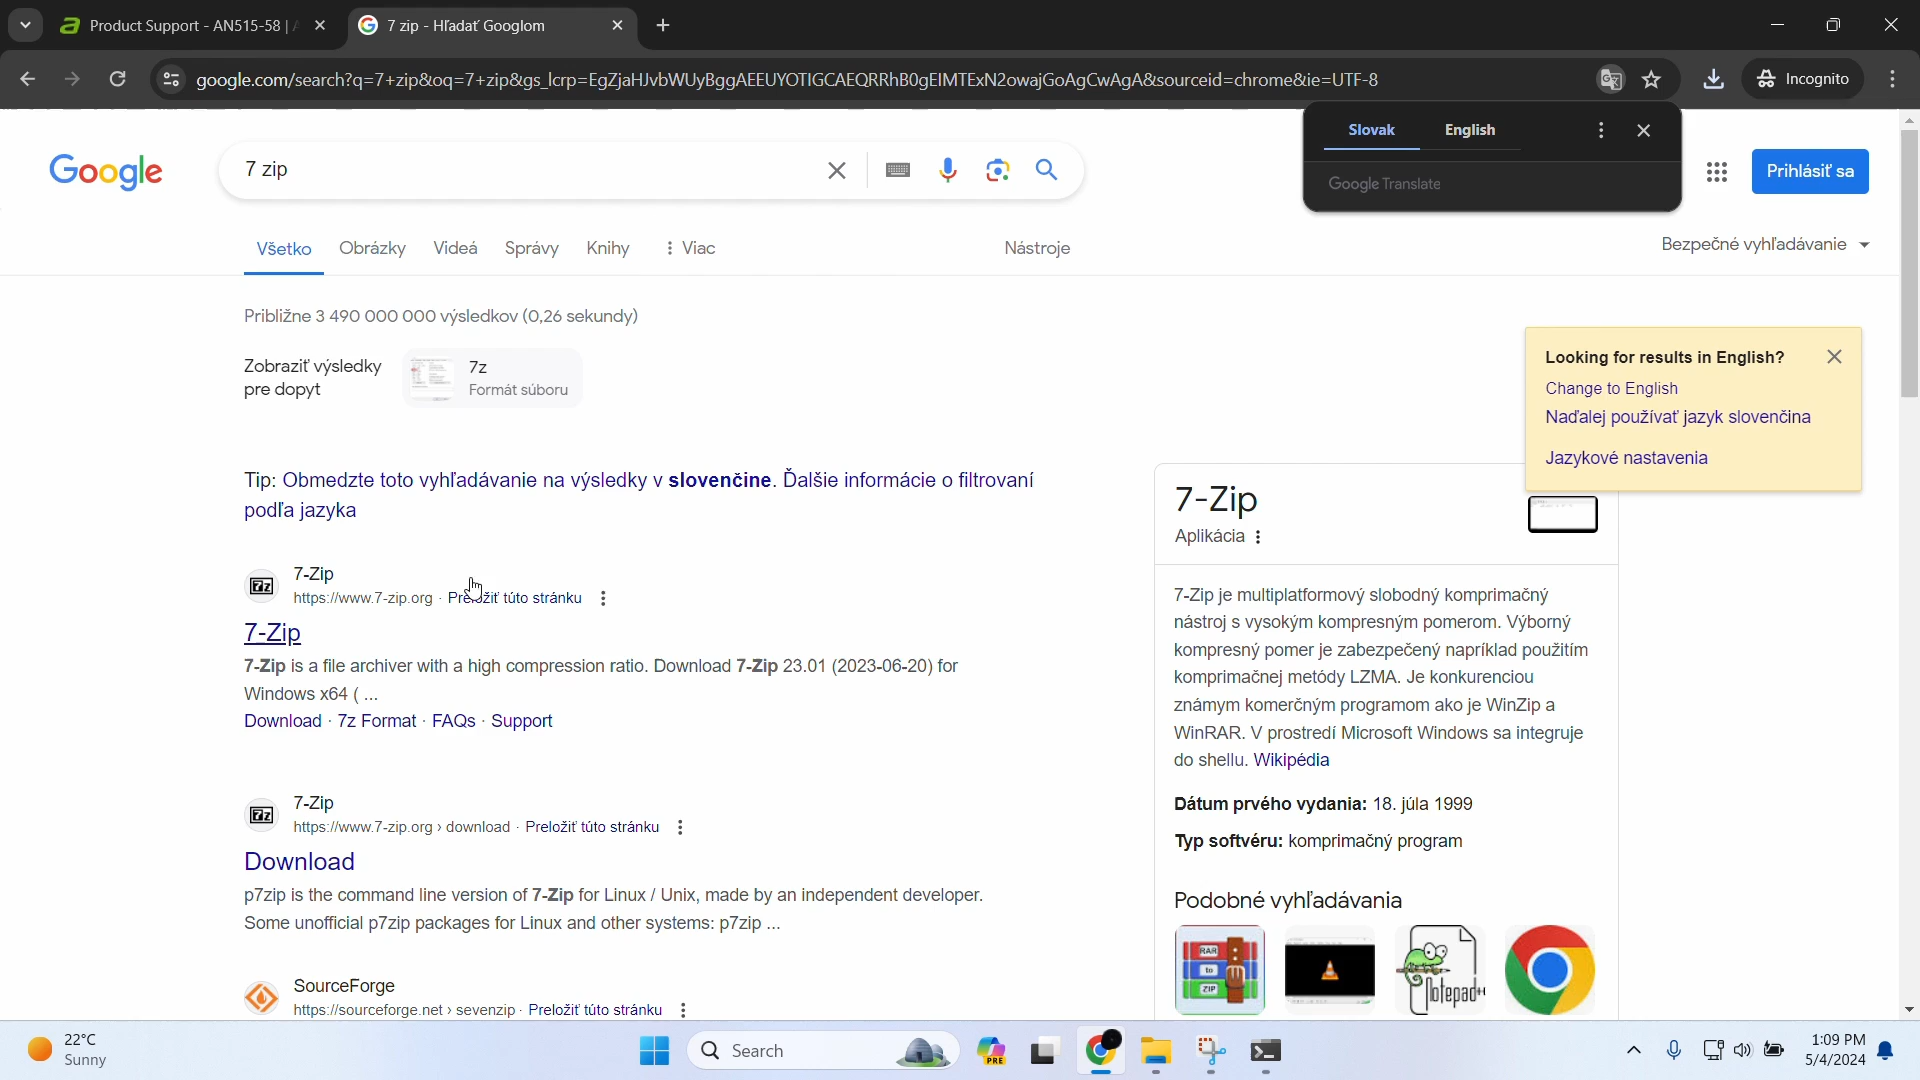 Product Support - AN515-58 | A
7 zip - Hľadať Googlom
google.com/search?q=7+zip&oq=7+zip&gs_lcrp=EgZjaHJvbWUyBggAEEUYOTIGCAEQRRhB0gEIMTExN2owajGoAgCwAgA&sourceid=chrome&ie=UTF-8
Incognito
Slovak English
Google Translate
Google
7 zip
Prihlásiť sa
Všetko Obrázky Videá Správy Knihy Viac Nástroje
Bezpečné vyhľadávanie
Približne 3 490 000 000 výsledkov (0,26 sekundy)
Zobraziť výsledky
pre dopyt
7z
Formát súboru
Looking for results in English?
Change to English
Naďalej používať jazyk slovenčina
Jazykové nastavenia
Tip: Obmedzte toto vyhľadávanie na výsledky v slovenčine. Ďalšie informácie o filtrovaní
podľa jazyka
7-Zip
https://www.7-zip.org · Preložiť túto stránku
7-Zip
7-Zip is a file archiver with a high compression ratio. Download 7-Zip 23.01 (2023-06-20) for
Windows x64 ( ...
Download · 7z Format · FAQs · Support
7-Zip
https://www.7-zip.org › download · Preložiť túto stránku
Download
p7zip is the command line version of 7-Zip for Linux / Unix, made by an independent developer.
Some unofficial p7zip packages for Linux and other systems: p7zip ...
SourceForge
https://sourceforge.net › sevenzip · Preložiť túto stránku
7-Zip
Aplikácia
7-Zip je multiplatformový slobodný komprimačný
nástroj s vysokým kompresným pomerom. Výborný
kompresný pomer je zabezpečený napríklad použitím
komprimačnej metódy LZMA. Je konkurenciou
známym komerčným programom ako je WinZip a
WinRAR. V prostredí Microsoft Windows sa integruje
do shellu. Wikipédia
Dátum prvého vydania: 18. júla 1999
Typ softvéru: komprimačný program
Podobné vyhľadávania
RAR
to
ZIP
Notepad++
22°C
Sunny
Search
PRE
1:09 PM
5/4/2024